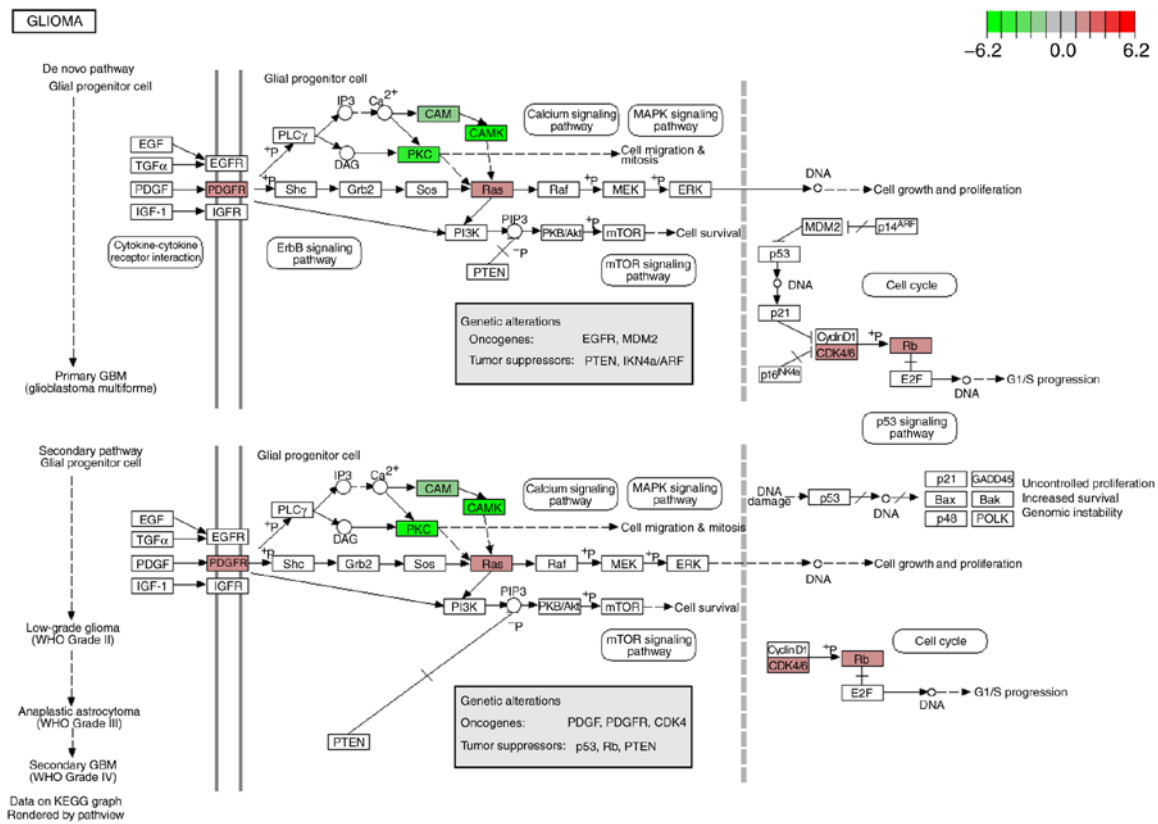 GLIOMA
−6.2 0.0 6.2
De novo pathway
Glial progenitor cell
Glial progenitor cell
IP3
Ca2+
CAM
Calcium signaling
pathway
MAPK signaling
pathway
PLCγ
CAMK
EGF
+P
DAG
PKC
Cell migration &
mitosis
TGFα
EGFR
DNA
PDGF
PDGFR
+P
Shc
Grb2
Sos
Ras
Raf
+P
MEK
+P
ERK
Cell growth and proliferation
IGF-1
IGFR
PI3K
PIP3
PKB/Akt
+P
mTOR
Cell survival
MDM2
p14ARF
Cytokine-cytokine
receptor interaction
ErbB signaling
pathway
−P
PTEN
mTOR signaling
pathway
p53
DNA
Cell cycle
p21
Genetic alterations
Oncogenes: EGFR, MDM2
Tumor suppressors: PTEN, IKN4a/ARF
CyclinD1
CDK4/6
+P
Rb
p16INK4a
E2F
DNA
G1/S progression
Primary GBM
(glioblastoma multiforme)
p53 signaling
pathway
Secondary pathway
Glial progenitor cell
Glial progenitor cell
IP3
Ca2+
CAM
Calcium signaling
pathway
MAPK signaling
pathway
DNA
damage
p53
DNA
p21
GADD45
Bax
Bak
p48
POLK
Uncontrolled proliferation
Increased survival
Genomic instability
PLCγ
CAMK
EGF
+P
DAG
PKC
Cell migration & mitosis
TGFα
EGFR
PDGF
PDGFR
+P
Shc
Grb2
Sos
Ras
Raf
+P
MEK
+P
ERK
DNA
Cell growth and proliferation
IGF-1
IGFR
PI3K
PIP3
PKB/Akt
+P
mTOR
Cell survival
−P
Low-grade glioma
(WHO Grade II)
mTOR signaling
pathway
CyclinD1
CDK4/6
+P
Rb
Cell cycle
E2F
DNA
G1/S progression
Genetic alterations
Oncogenes: PDGF, PDGFR, CDK4
Tumor suppressors: p53, Rb, PTEN
Anaplastic astrocytoma
(WHO Grade III)
PTEN
Secondary GBM
(WHO Grade IV)
Data on KEGG graph
Rendered by pathview